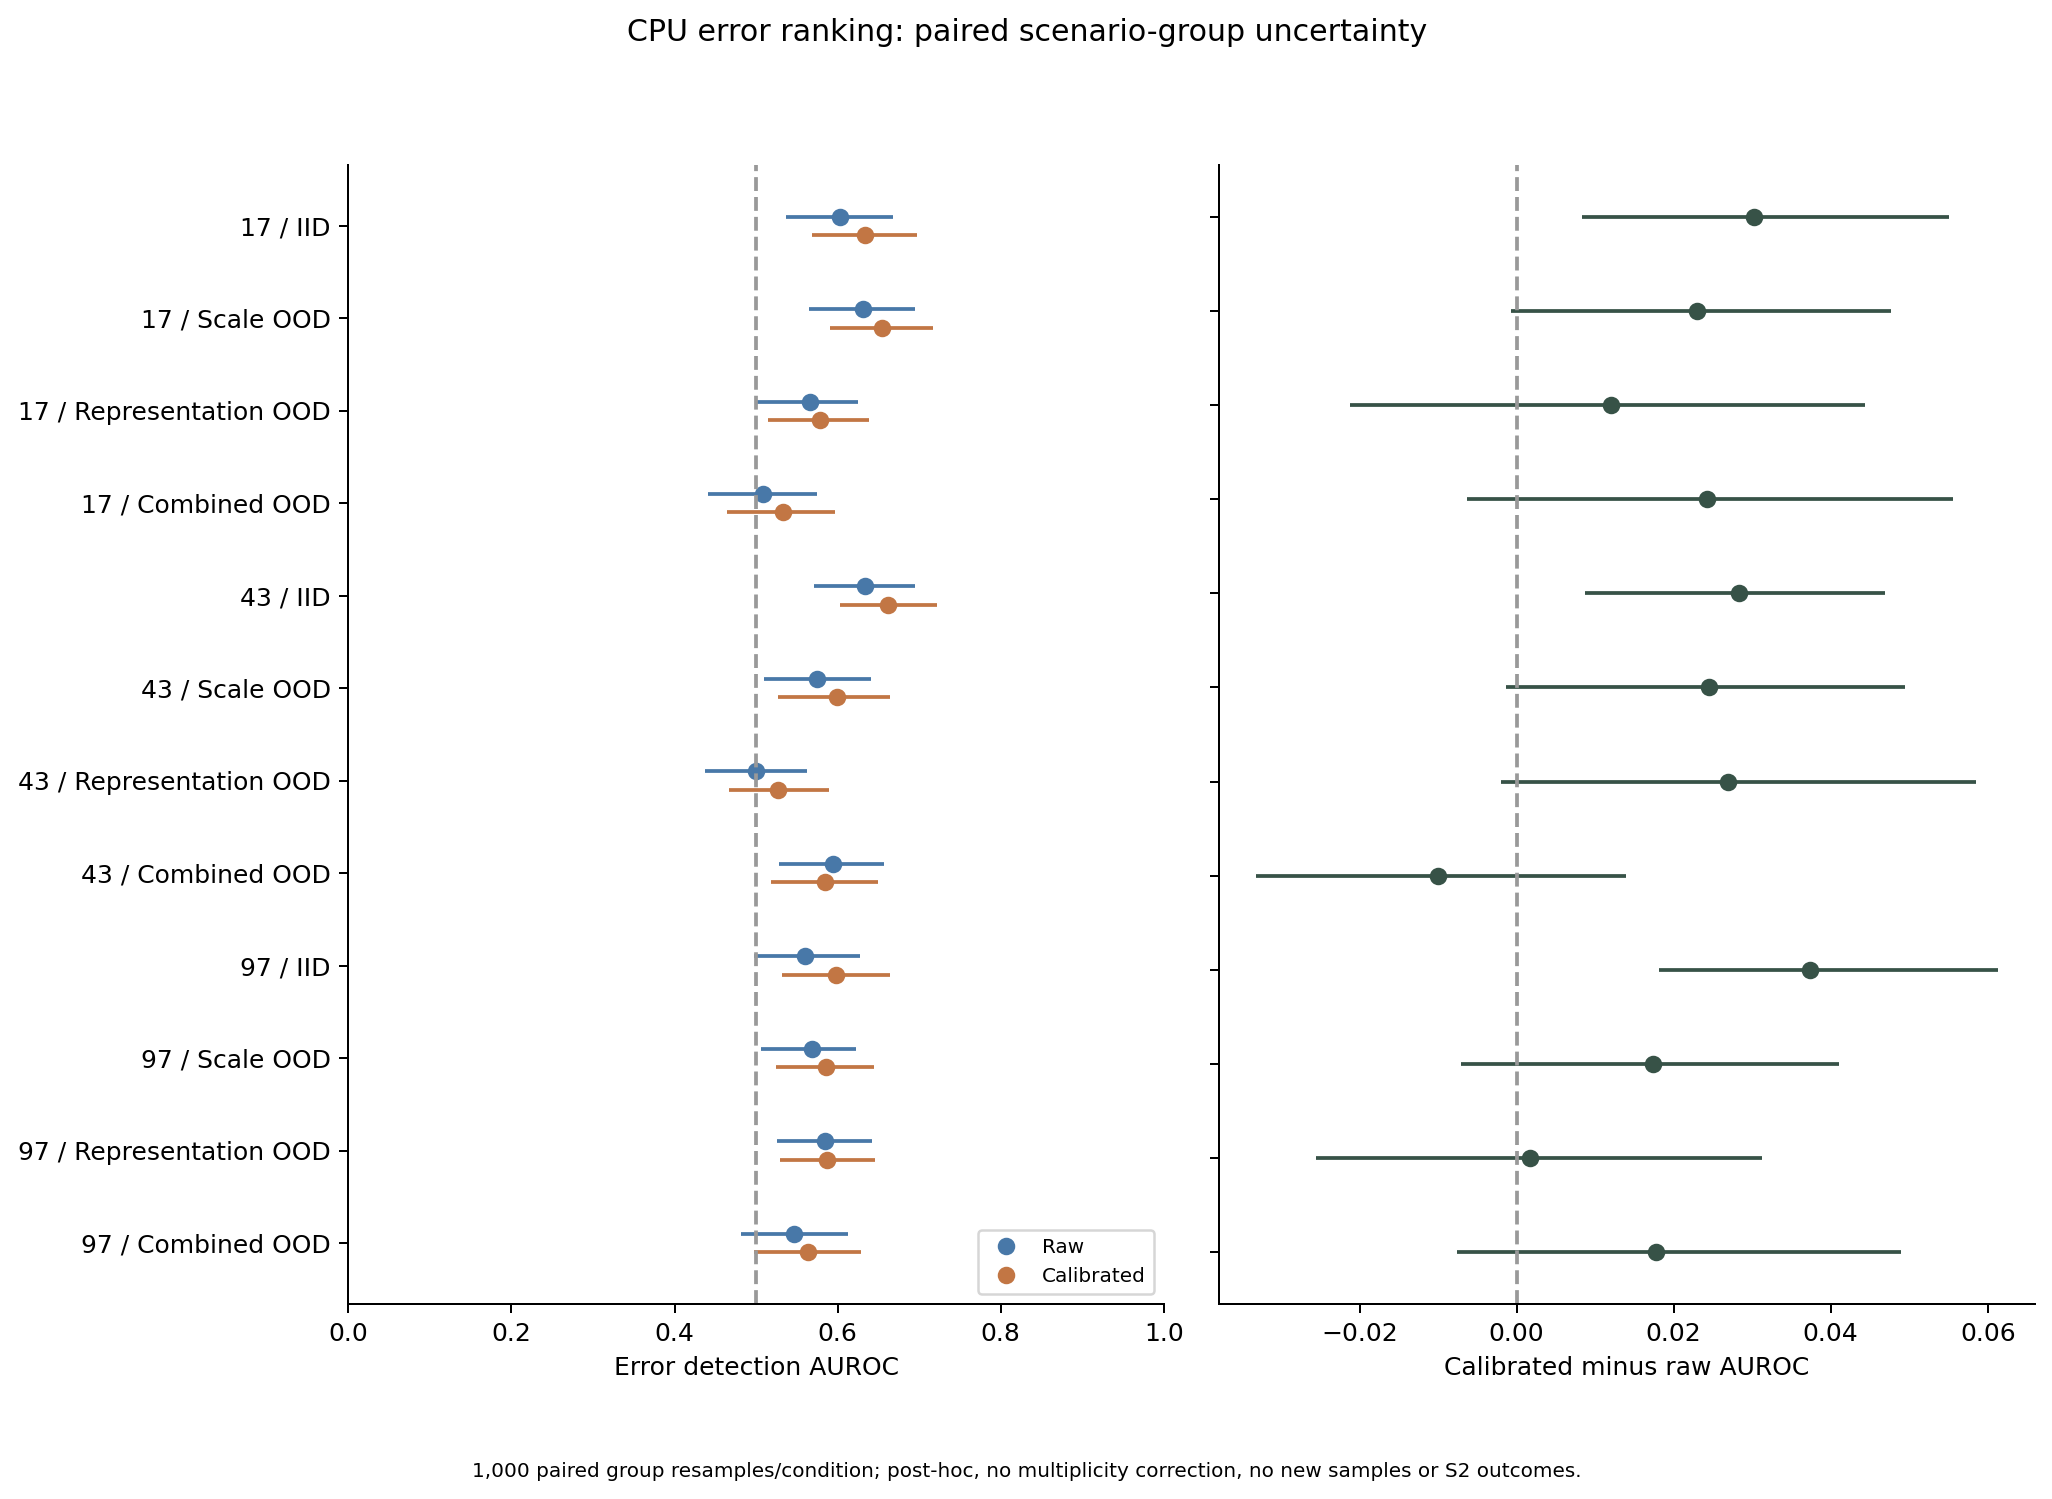 CPU error ranking: paired scenario-group uncertainty
17 / IID
17 / Scale OOD
17 / Representation OOD
17 / Combined OOD
43 / IID
43 / Scale OOD
43 / Representation OOD
43 / Combined OOD
97 / IID
97 / Scale OOD
97 / Representation OOD
97 / Combined OOD
Raw
Calibrated
0.0 0.2 0.4 0.6 0.8 1.0
Error detection AUROC
−0.02 0.00 0.02 0.04 0.06
Calibrated minus raw AUROC
1,000 paired group resamples/condition; post-hoc, no multiplicity correction, no new samples or S2 outcomes.